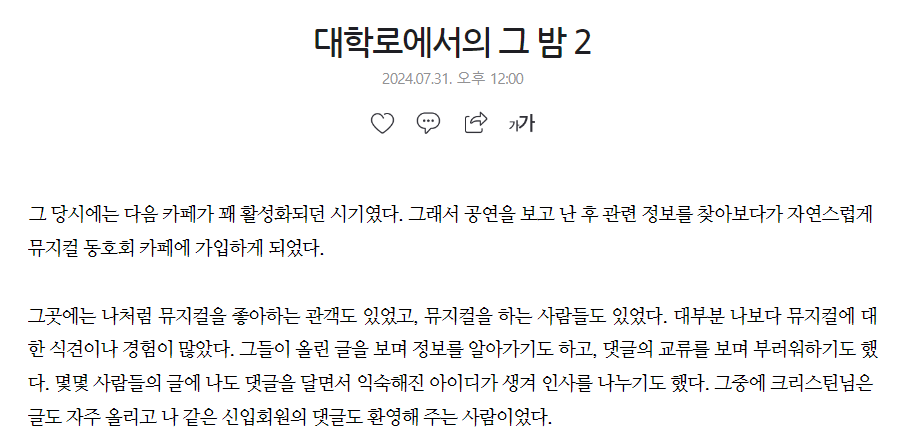 대학로에서의 그 밤 2
2024.07.31. 오후 12:00
가가
그 당시에는 다음 카페가 꽤 활성화되던 시기였다. 그래서 공연을 보고 난 후 관련 정보를 찾아보다가 자연스럽게
뮤지컬 동호회 카페에 가입하게 되었다.
그곳에는 나처럼 뮤지컬을 좋아하는 관객도 있었고, 뮤지컬을 하는 사람들도 있었다. 대부분 나보다 뮤지컬에 대
한 식견이나 경험이 많았다. 그들이 올린 글을 보며 정보를 알아가기도 하고, 댓글의 교류를 보며 부러워하기도 했
다. 몇몇 사람들의 글에 나도 댓글을 달면서 익숙해진 아이디가 생겨 인사를 나누기도 했다. 그중에 크리스틴님은
글도 자주 올리고 나 같은 신입회원의 댓글도 환영해 주는 사람이었다.